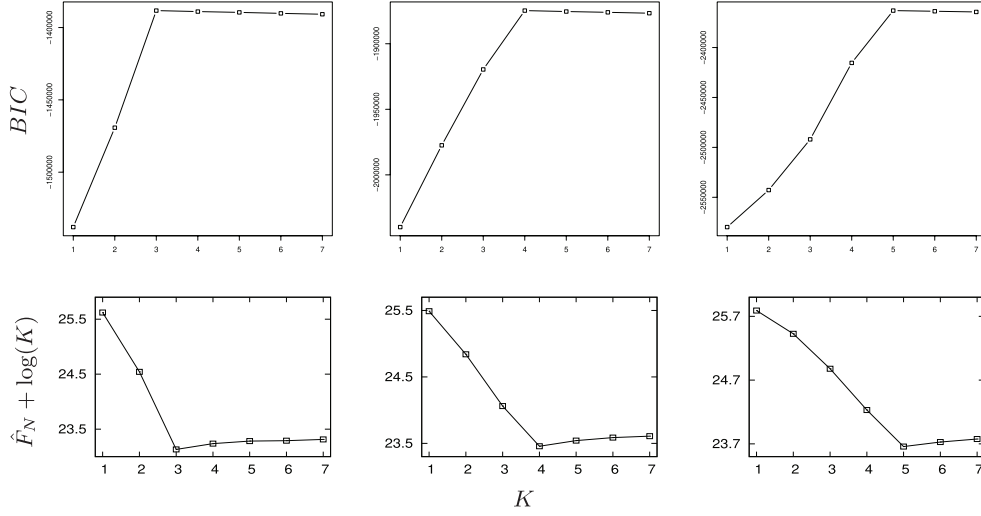 BIC
-1400000
-1450000
-1500000
1 2 3 4 5 6 7
-1900000
-1950000
-2000000
1 2 3 4 5 6 7
-2400000
-2450000
-2500000
-2550000
1 2 3 4 5 6 7
F̂_N + log(K)
25.5
24.5
23.5
1 2 3 4 5 6 7
25.5
24.5
23.5
1 2 3 4 5 6 7
25.7
24.7
23.7
1 2 3 4 5 6 7
K